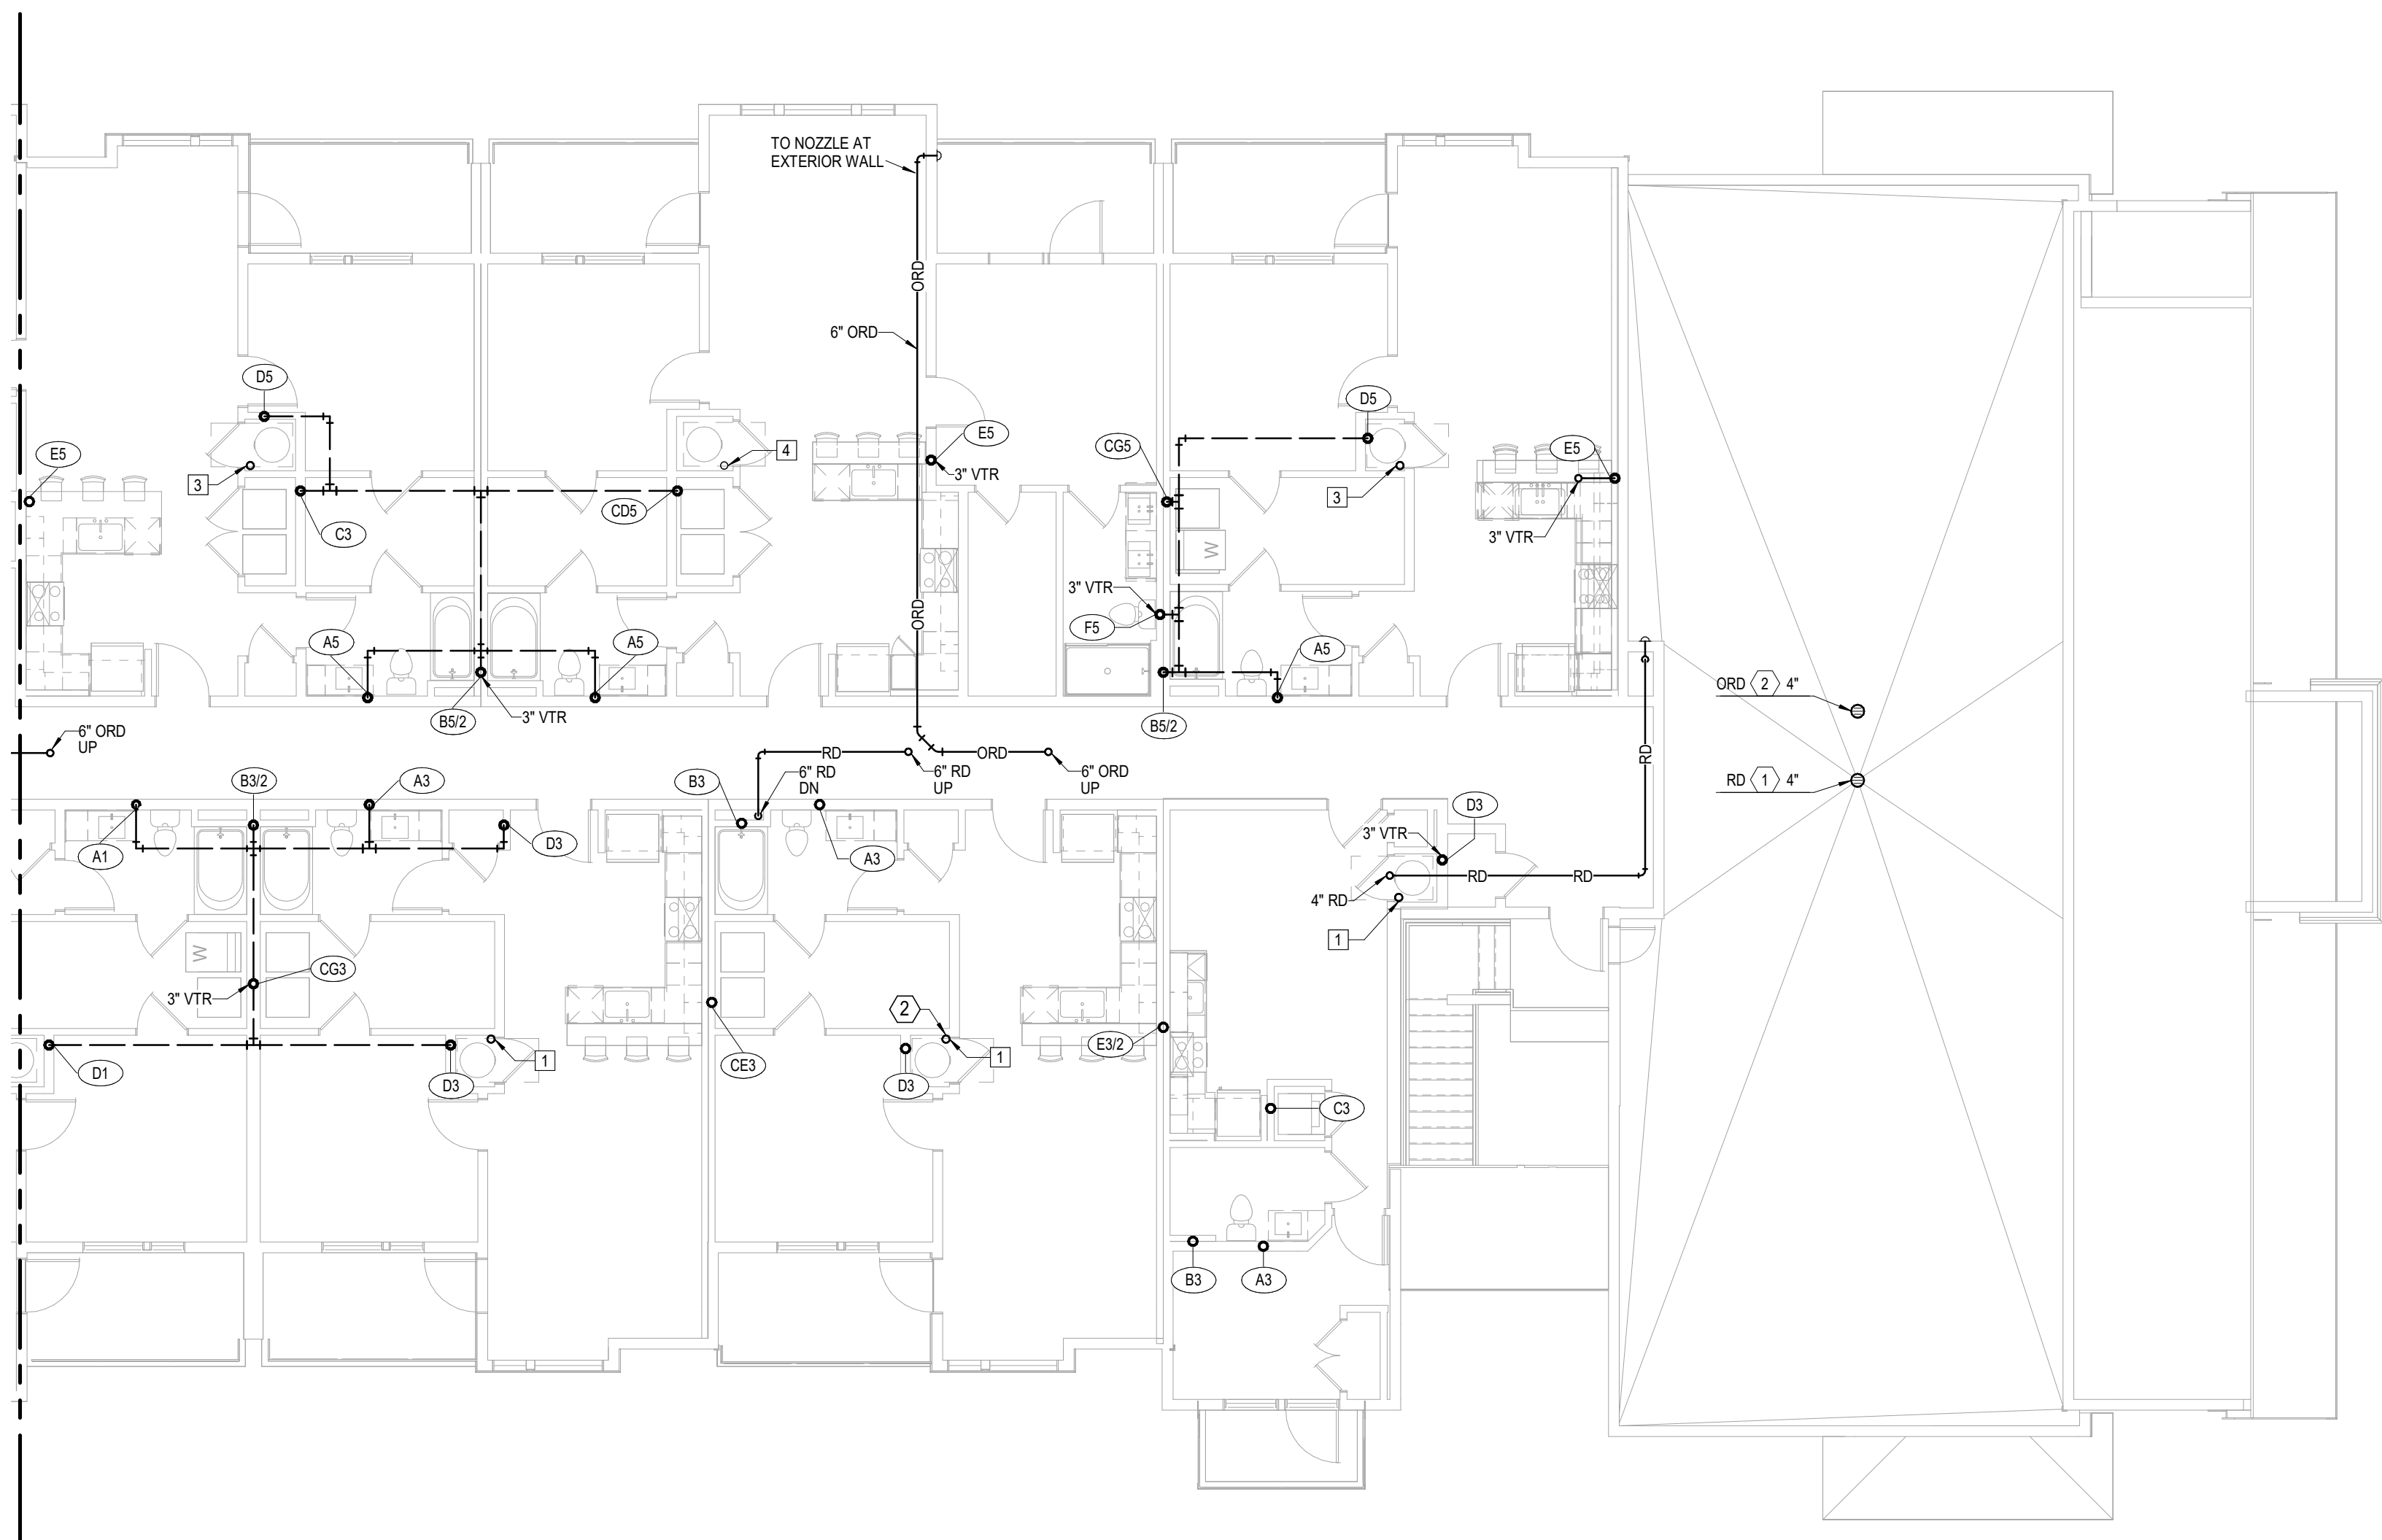 TO NOZZLE AT
EXTERIOR WALL
ORD
6" ORD
D5
E5
3
C3
CD5
4
E5
3" VTR
CG5
D5
E5
3
3" VTR
W
ORD
3" VTR
F5
A5
A5
A5
B5/2
3" VTR
B5/2
RD
ORD 2 4"
RD 1 4"
6" ORD
UP
RD
ORD
6" RD
DN
6" RD
UP
6" ORD
UP
B3/2
A3
B3
A1
D3
A3
3" VTR
D3
RD
RD
4" RD
1
W
CG3
3" VTR
2
1
1
E3/2
D1
D3
CE3
D3
C3
B3
A3